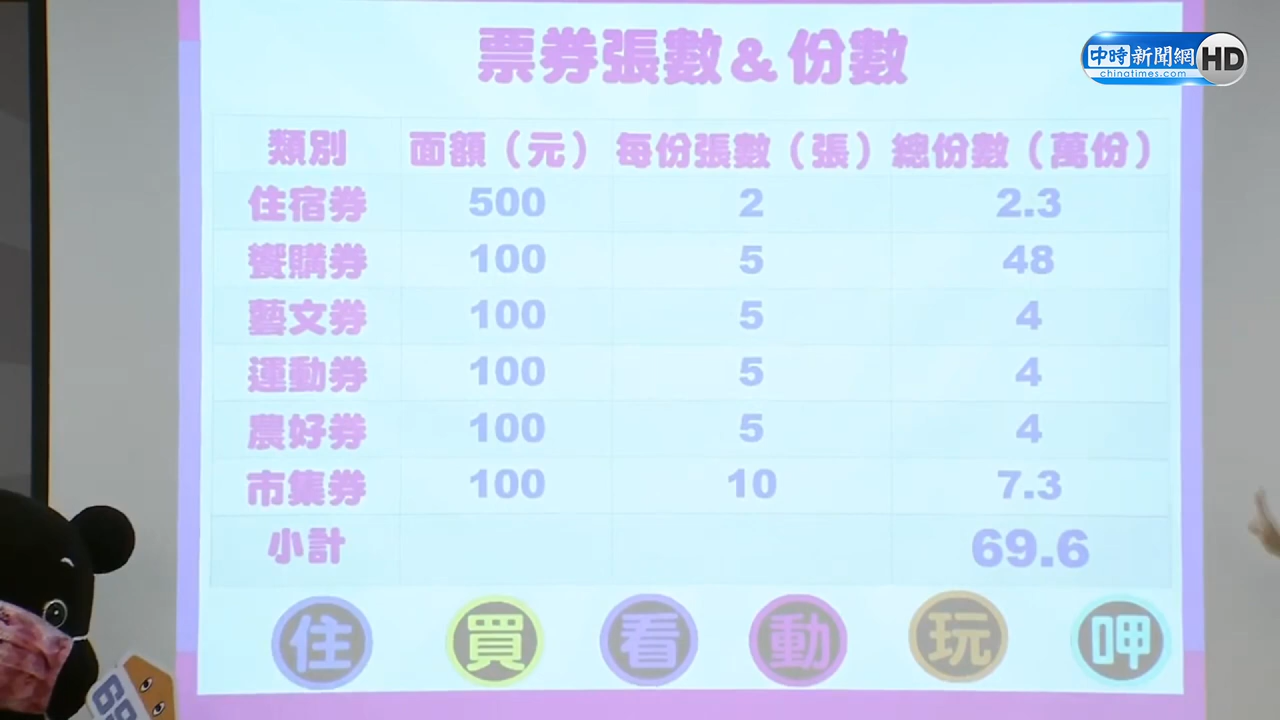 票券張數&份數
中時新聞網 HD
chinatimes.com
類別 面額（元） 每份張數（張） 總份數（萬份）
住宿券 500 2 2.3
饗購券 100 5 48
藝文券 100 5 4
運動券 100 5 4
農好券 100 5 4
市集券 100 10 7.3
小計 69.6
住 買 看 動 玩 呷